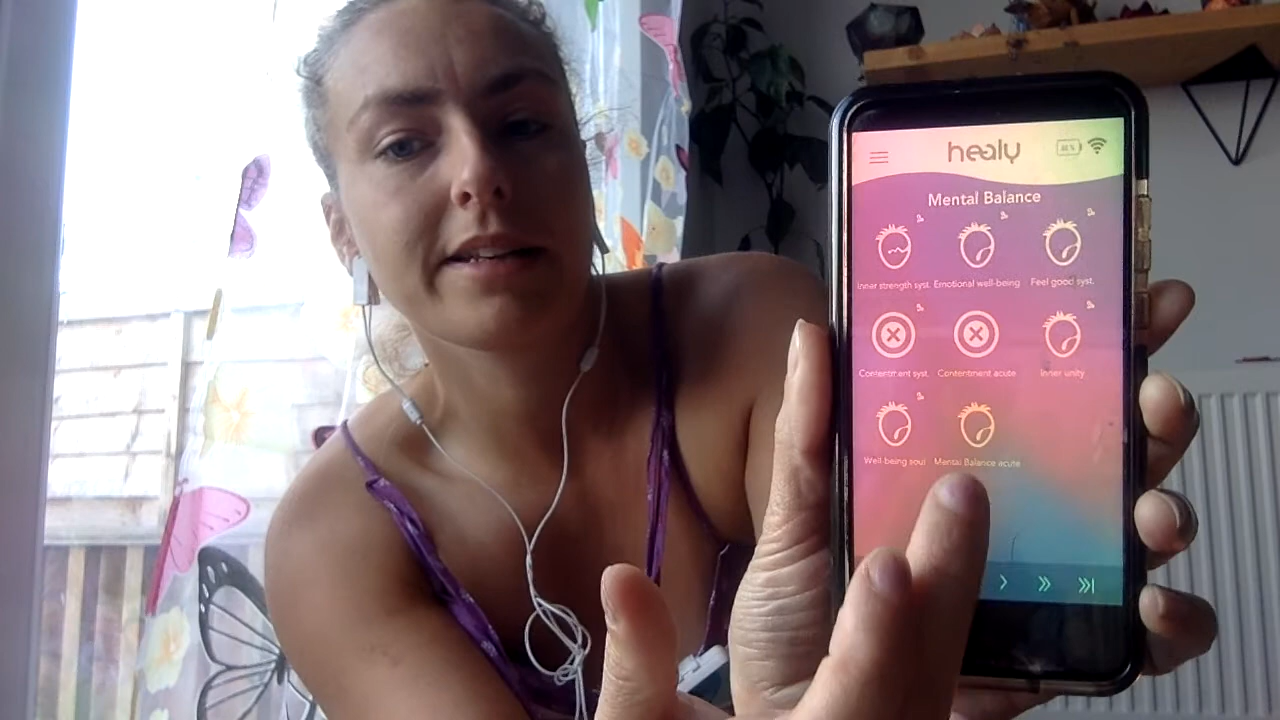 healy
Mental Balance
Inner strength syst. Emotional well-being Feel good syst.
Contentment syst. Contentment acute Inner unity
Well-being soul Mental Balance acute